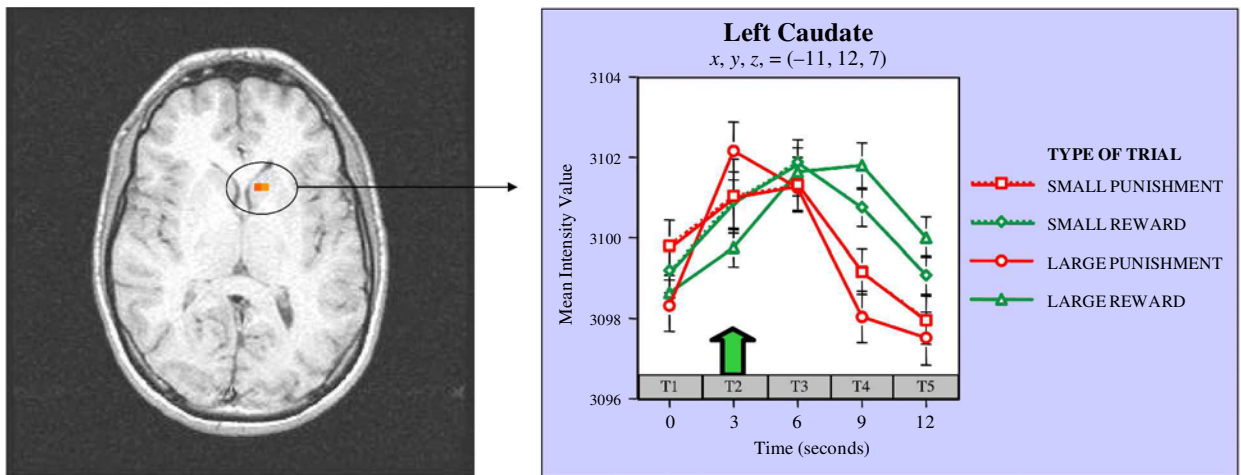 Left Caudate
x, y, z, = (–11, 12, 7)
3104
3102
3100
3098
3096
Mean Intensity Value
T1 T2 T3 T4 T5
0 3 6 9 12
Time (seconds)
TYPE OF TRIAL
SMALL PUNISHMENT
SMALL REWARD
LARGE PUNISHMENT
LARGE REWARD